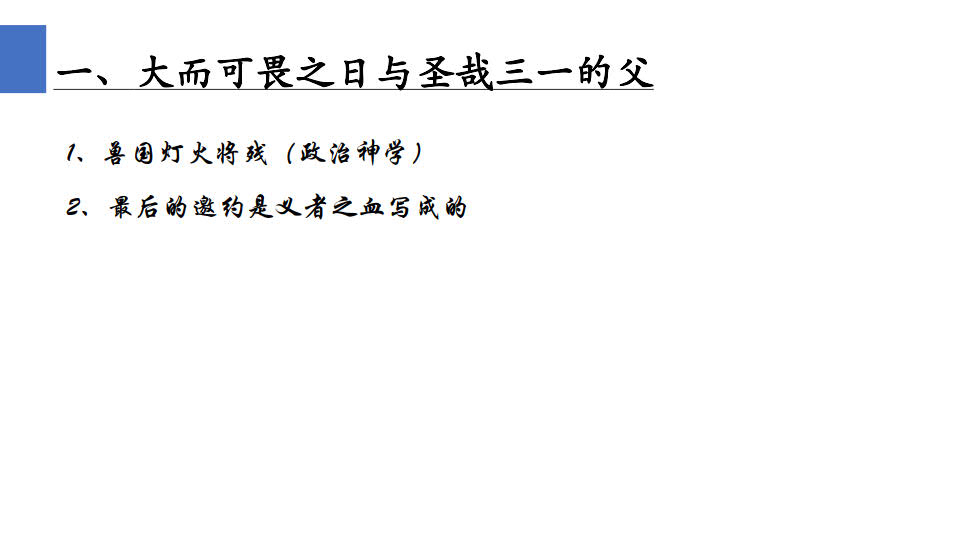 一、大而可畏之日与圣哉三一的父
1、兽国灯火将残（政治神学）
2、最后的邀约是义者之血写成的